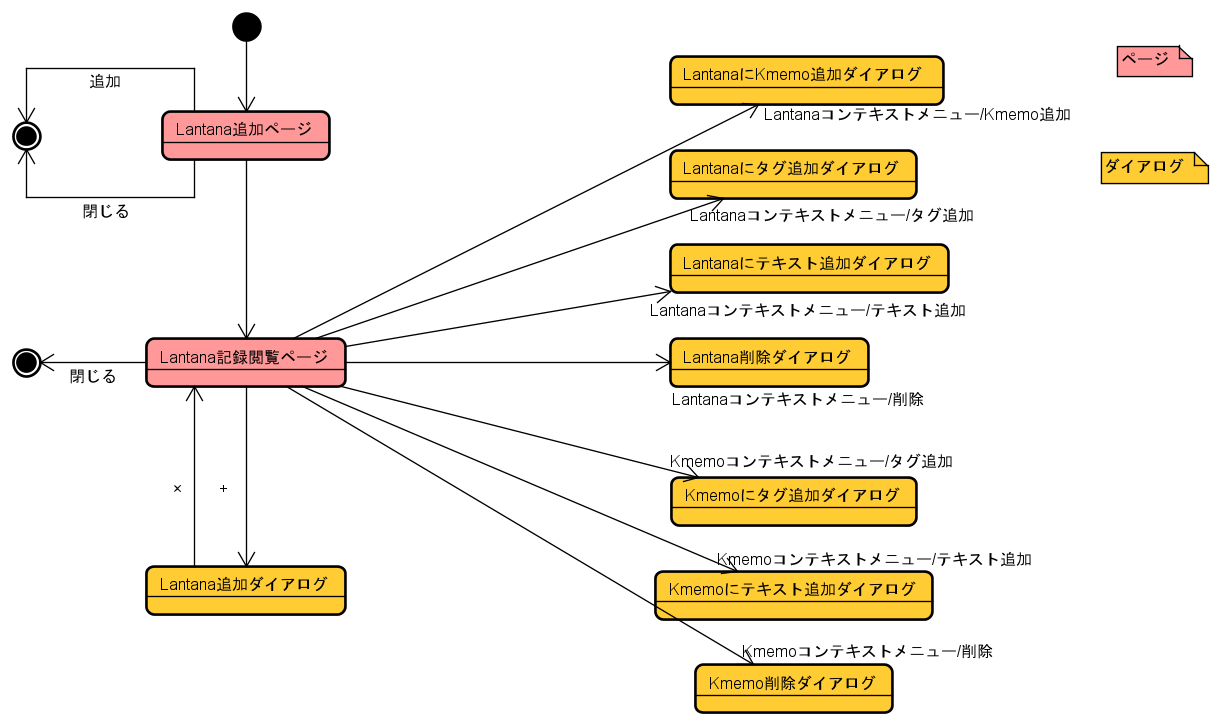 追加
Lantana追加ページ
閉じる
Lantana記録閲覧ページ
閉じる
×
+
Lantana追加ダイアログ
LantanaにKmemo追加ダイアログ
Lantanaコンテキストメニュー/Kmemo追加
Lantanaにタグ追加ダイアログ
Lantanaコンテキストメニュー/タグ追加
Lantanaにテキスト追加ダイアログ
Lantanaコンテキストメニュー/テキスト追加
Lantana削除ダイアログ
Lantanaコンテキストメニュー/削除
Kmemoコンテキストメニュー/タグ追加
Kmemoにタグ追加ダイアログ
Kmemoコンテキストメニュー/テキスト追加
Kmemoにテキスト追加ダイアログ
Kmemoコンテキストメニュー/削除
Kmemo削除ダイアログ
ページ
ダイアログ